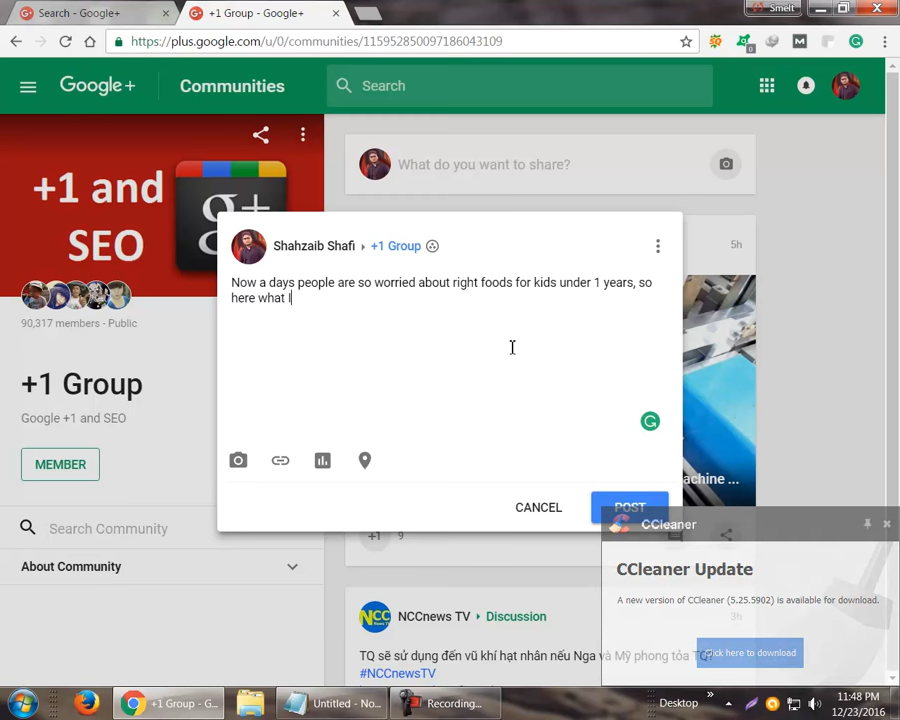 Search - Google+
+1 Group - Google+
Smelt
https://plus.google.com/u/0/communities/115952850097186043109
Google+
Communities
Search
+1 and
SEO
g+
90,317 members - Public
+1 Group
Google +1 and SEO
MEMBER
Search Community
About Community
What do you want to share?
5h
Shahzaib Shafi
+1 Group
Now a days people are so worried about right foods for kids under 1 years, so
here what I
CANCEL
POST
achine ...
+1
9
NCC
NCCnews TV
Discussion
3h
TQ sẽ sử dụng đến vũ khí hạt nhân nếu Nga và Mỹ phong tỏa TQ?
#NCCnewsTV
CCleaner
CCleaner Update
A new version of CCleaner (5.25.5902) is available for download.
Click here to download
+1 Group - G...
Untitled - No...
Recording...
Desktop
11:48 PM
12/23/2016